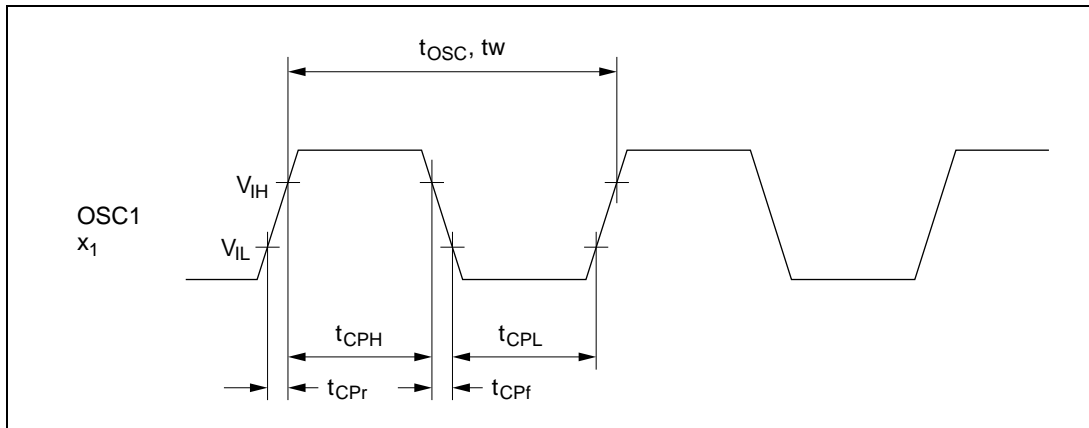 tOSC, tw
VIH
OSC1
x1
VIL
tCPH
tCPL
tCPr
tCPf